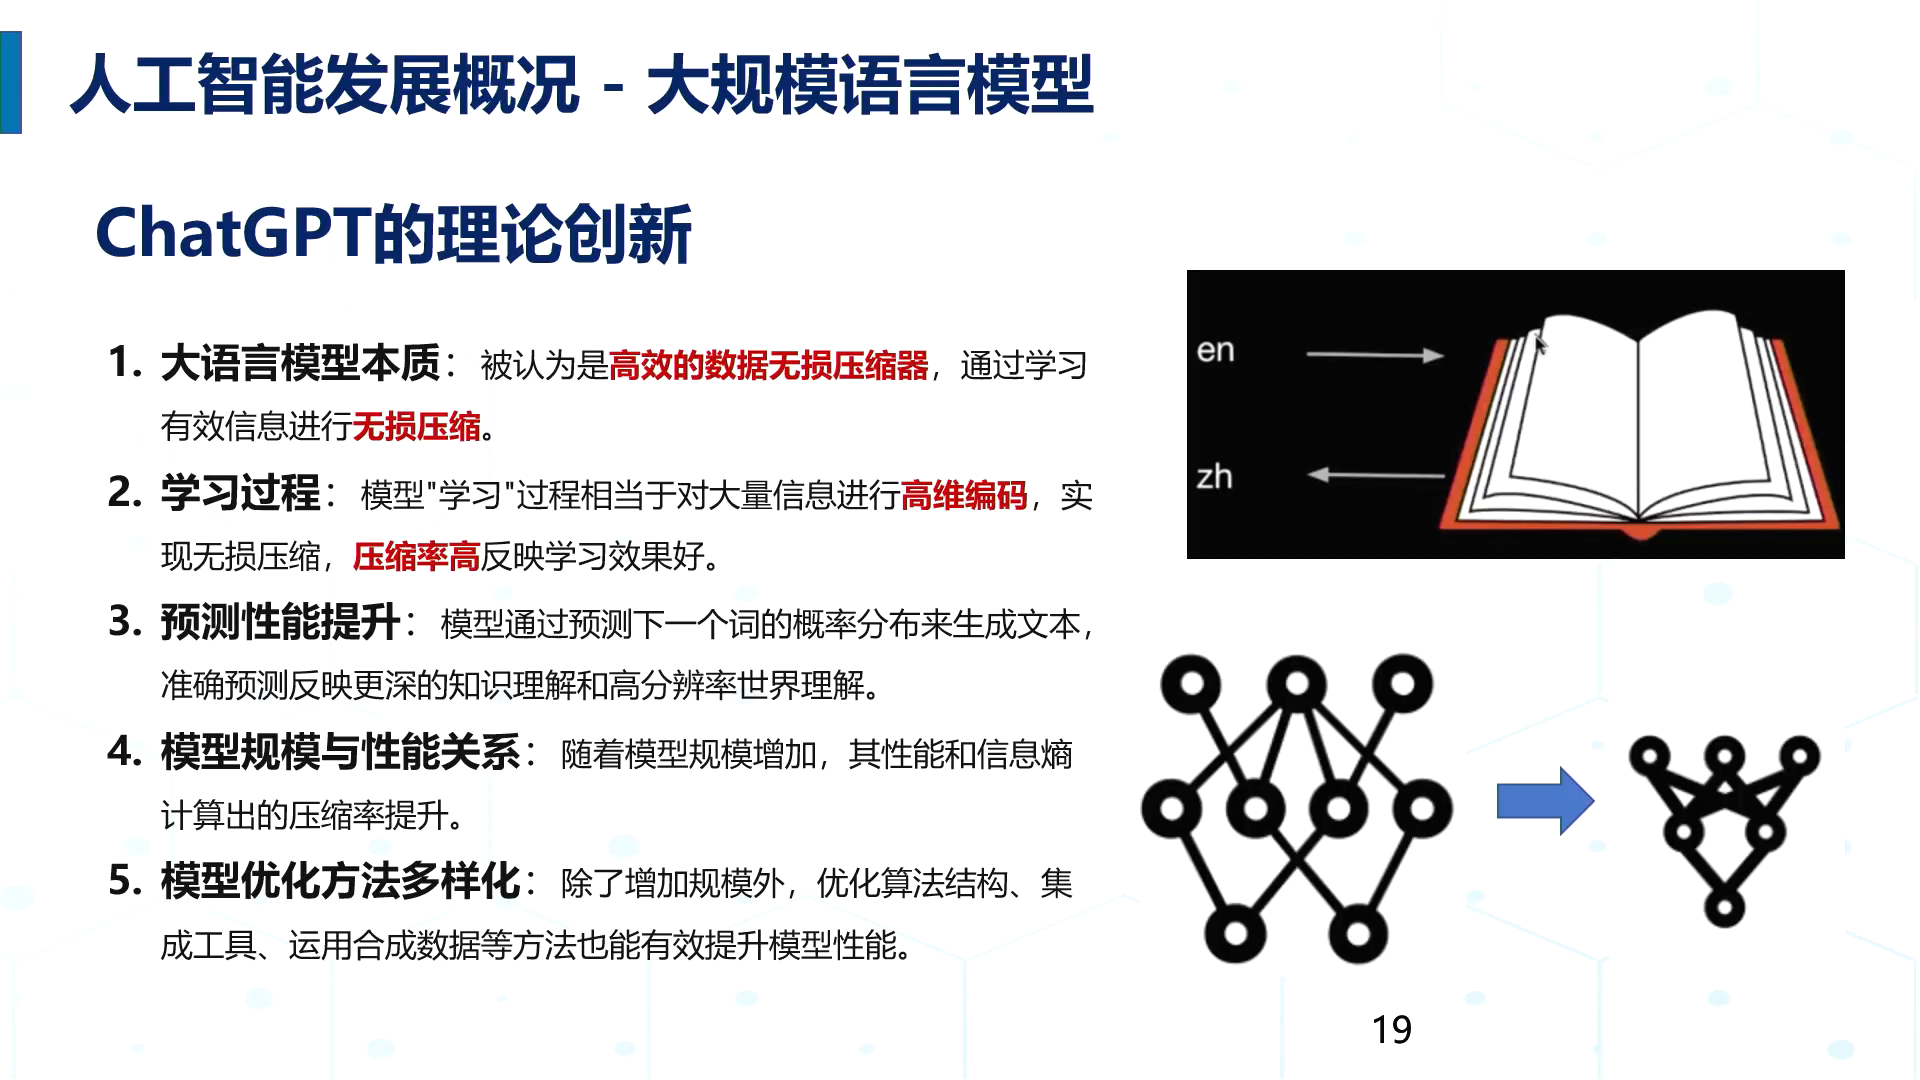 人工智能发展概况 - 大规模语言模型
ChatGPT的理论创新
1. 大语言模型本质：被认为是高效的数据无损压缩器，通过学习
有效信息进行无损压缩。
2. 学习过程：模型"学习"过程相当于对大量信息进行高维编码，实
现无损压缩，压缩率高反映学习效果好。
3. 预测性能提升：模型通过预测下一个词的概率分布来生成文本，
准确预测反映更深的知识理解和高分辨率世界理解。
4. 模型规模与性能关系：随着模型规模增加，其性能和信息熵
计算出的压缩率提升。
5. 模型优化方法多样化：除了增加规模外，优化算法结构、集
成工具、运用合成数据等方法也能有效提升模型性能。
en
zh
19